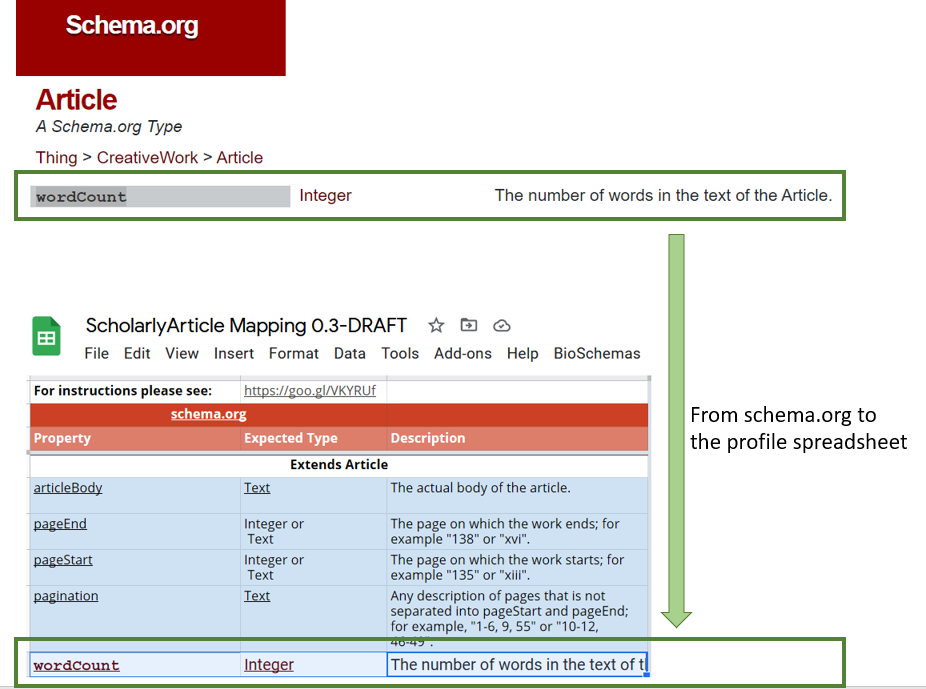 Schema.org
Article
A Schema.org Type
Thing > CreativeWork > Article
wordCount Integer The number of words in the text of the Article.
ScholarlyArticle Mapping 0.3-DRAFT
File Edit View Insert Format Data Tools Add-ons Help BioSchemas
For instructions please see: https://goo.gl/VKYRUf
schema.org
Property Expected Type Description
From schema.org to
the profile spreadsheet
Extends Article
articleBody Text The actual body of the article.
pageEnd Integer or The page on which the work ends; for
Text example "138" or "xvi".
pageStart Integer or The page on which the work starts; for
Text example "135" or "xiii".
pagination Text Any description of pages that is not
separated into pageStart and pageEnd;
for example, "1-6, 9, 55" or "10-12,
46-49".
wordCount Integer The number of words in the text of t